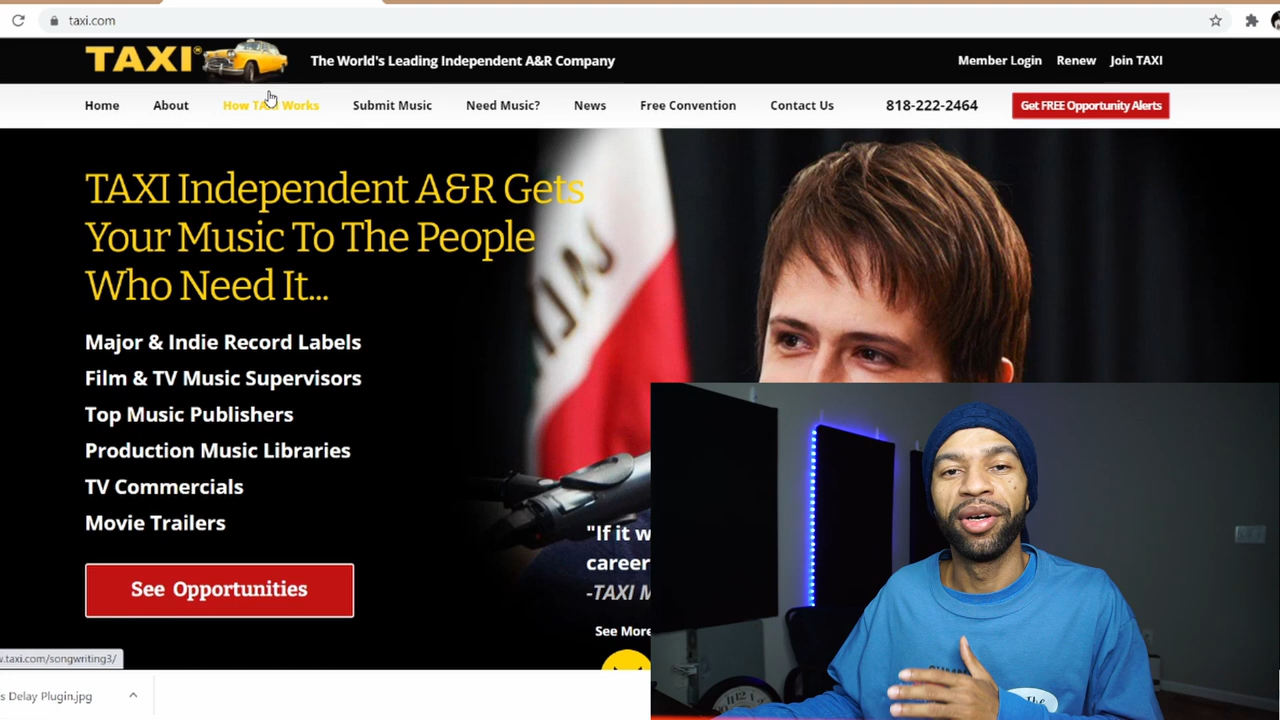 taxi.com
TAXI®
The World's Leading Independent A&R Company
Member Login Renew Join TAXI
Home About How TAXI Works Submit Music Need Music? News Free Convention Contact Us 818-222-2464 Get FREE Opportunity Alerts
TAXI Independent A&R Gets
Your Music To The People
Who Need It...
Major & Indie Record Labels
Film & TV Music Supervisors
Top Music Publishers
Production Music Libraries
TV Commercials
Movie Trailers
See Opportunities
"If it w
career
-TAXI M
See More
.taxi.com/songwriting3/
s Delay Plugin.jpg
The